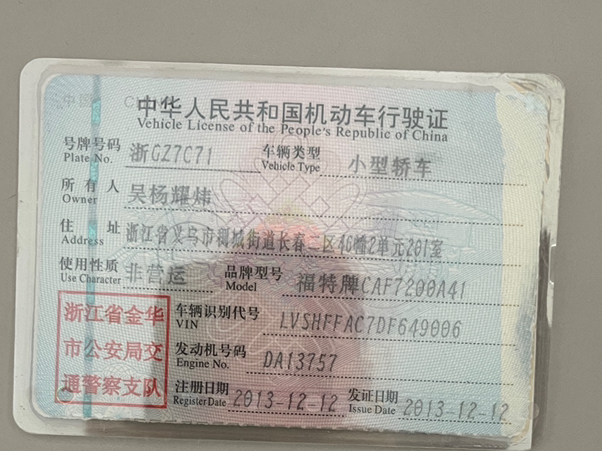 中华人民共和国机动车行驶证
Vehicle License of the People's Republic of China
号牌号码 浙GZ7C71 车辆类型 小型轿车
Plate No. Vehicle Type
所有人 吴杨耀炜
Owner
住址 浙江省义乌市稠城街道长春二区46幢2单元201室
Address
使用性质 非营运 品牌型号 福特牌CAF7200A41
Use Character Model
浙江省金华
市公安局交
通警察支队
车辆识别代号 LVSHFFAC7DF649006
VIN
发动机号码 DA13757
Engine No.
注册日期 2013-12-12 发证日期 2013-12-12
Register Date Issue Date